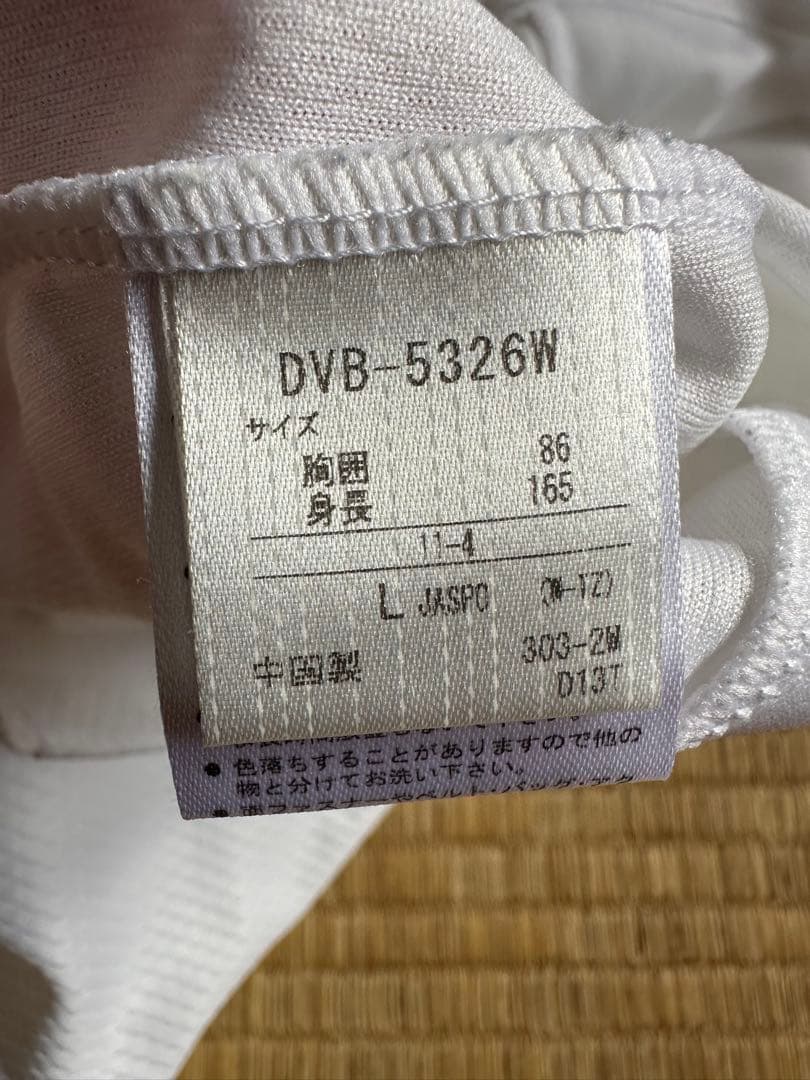 DVB-5326W
サイズ
胸囲 86
身長 165
11-4
L JASPO (W-TZ)
中国製 303-2W
D13T
色落ちすることがありますので他の
物と分けてお洗い下さい。